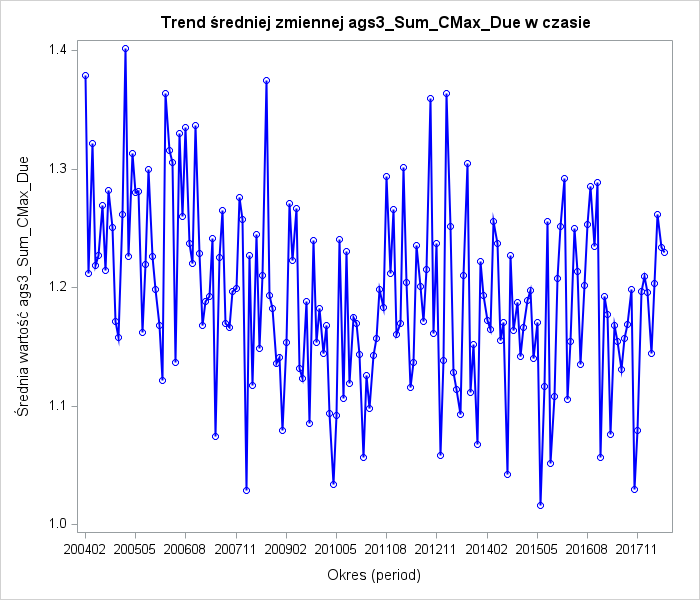 Trend średniej zmiennej ags3_Sum_CMax_Due w czasie
Średnia wartość ags3_Sum_CMax_Due
1.4
1.3
1.2
1.1
1.0
200402 200505 200608 200711 200902 201005 201108 201211 201402 201505 201608 201711
Okres (period)